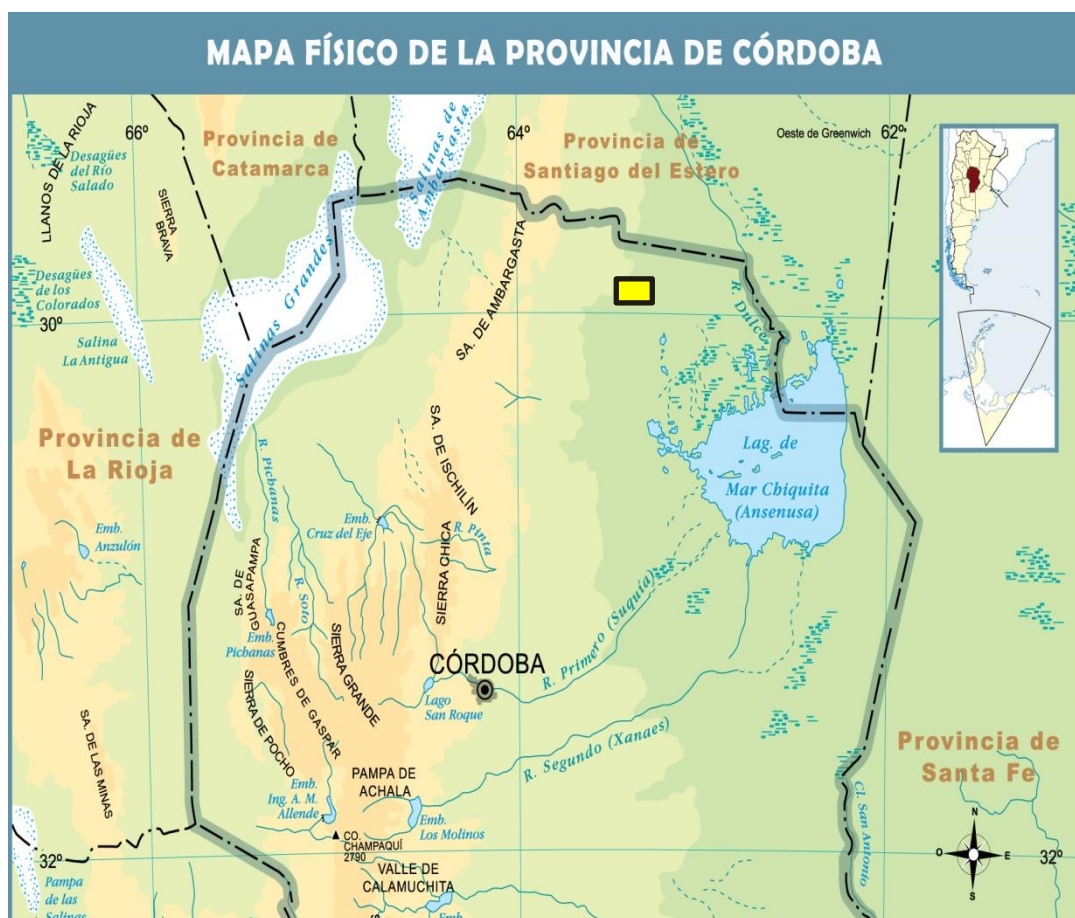 MAPA FÍSICO DE LA PROVINCIA DE CÓRDOBA
66º
64º
Oeste de Greenwich
62º
Provincia de
Catamarca
Salinas de
Ambargasta
Provincia de
Santiago del Estero
LLANOS DE LA RIOJA
Desagües
del Río
Salado
SIERRA
BRAVA
Desagües
de los
Colorados
30º
Salina
La Antigua
Salinas Grandes
SA. DE AMBARGASTA
R. Dulce
Provincia de
La Rioja
R. Pichanas
SA. DE ISCHILÍN
Lag. de
Mar Chiquita
(Ansenusa)
Emb.
Anzulón
Emb.
Cruz del Eje
R. Pinta
SA. DE
GUASAPAMPA
R. Soto
SIERRA CHICA
Emb.
Pichanas
CUMBRES DE GASPAR
SIERRA GRANDE
CÓRDOBA
R. Primero (Suquía)
Lago
San Roque
SIERRA DE POCHO
SA. DE LAS MINAS
R. Segundo (Xanaes)
Provincia de
Santa Fe
PAMPA DE
ACHALA
Emb.
Ing. A. M.
Allende
Emb.
Los Molinos
CO.
CHAMPAQUÍ
2790
Cl. San Antonio
N
O
E
S
32º
32º
VALLE DE
CALAMUCHITA
Pampa
de las
Salinas
Emb.